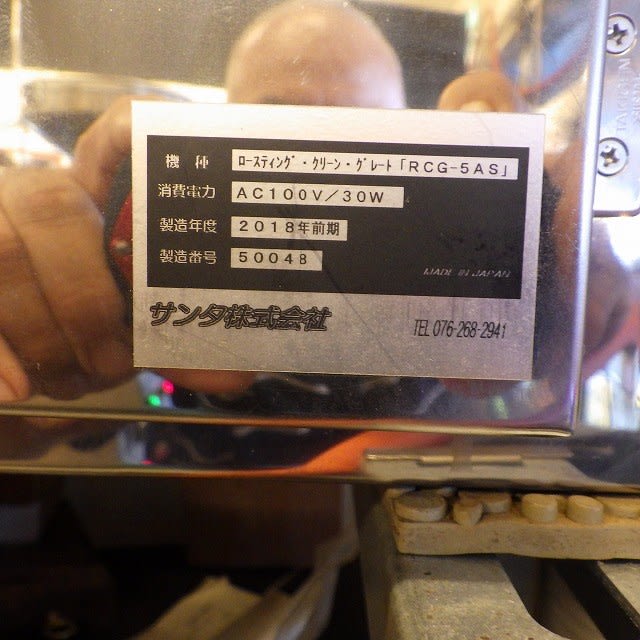 機種 ﾛｰｽﾃｨﾝｸﾞ・ｸﾘｰﾝ・ｸﾞﾚｰﾄ「RCG-5AS」
消費電力 AC100V／30W
製造年度 2018年前期
製造番号 50048
MADE IN JAPAN
サンタ株式会社
TEL 076-268-2941